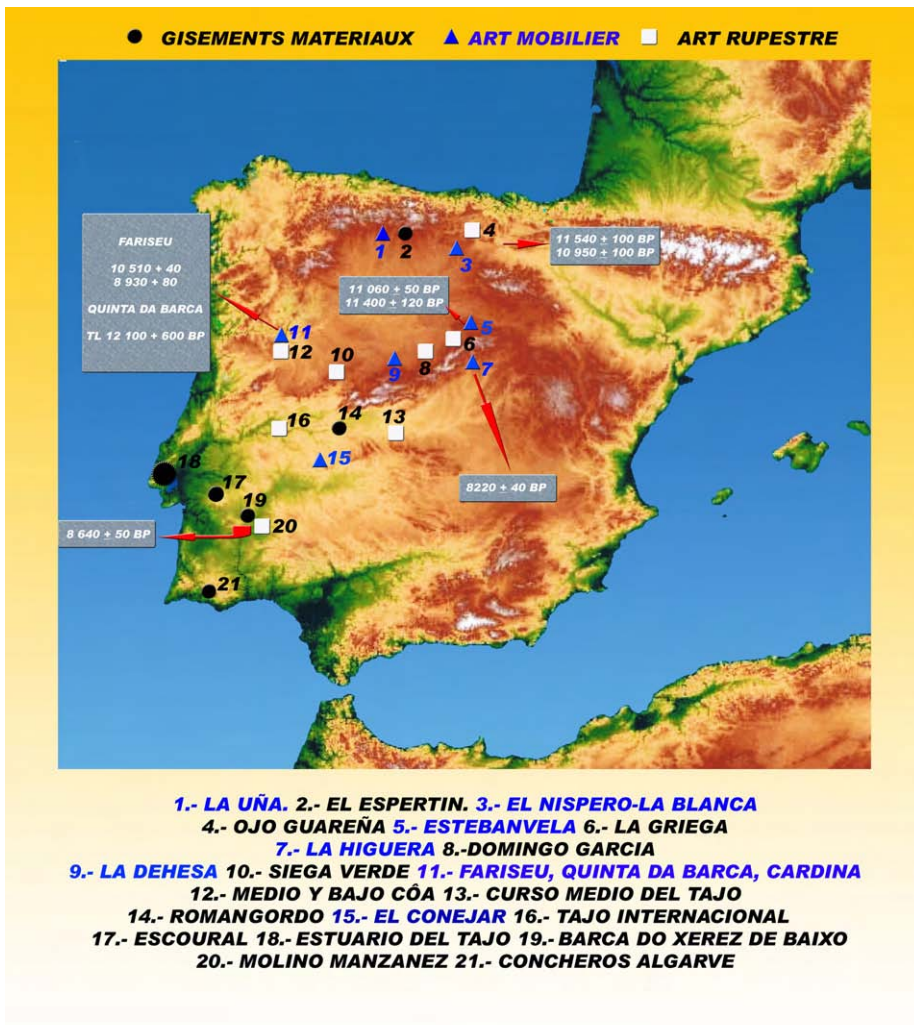 GISEMENTS MATERIAUX ART MOBILIER ART RUPESTRE
FARISEU
10 510 + 40
8 930 + 80
QUINTA DA BARCA
TL 12 100 + 600 BP
1
2
3
4
11 540 ± 100 BP
10 950 ± 100 BP
11 060 ± 50 BP
11 400 ± 120 BP
5
6
7
8
9
10
11
12
13
14
15
16
17
18
19
20
21
8220 ± 40 BP
8 640 ± 50 BP
1.- LA UÑA. 2.- EL ESPERTIN. 3.- EL NISPERO-LA BLANCA
4.- OJO GUAREÑA 5.- ESTEBANVELA 6.- LA GRIEGA
7.- LA HIGUERA 8.-DOMINGO GARCIA
9.- LA DEHESA 10.- SIEGA VERDE 11.- FARISEU, QUINTA DA BARCA, CARDINA
12.- MEDIO Y BAJO CÔA 13.- CURSO MEDIO DEL TAJO
14.- ROMANGORDO 15.- EL CONEJAR 16.- TAJO INTERNACIONAL
17.- ESCOURAL 18.- ESTUARIO DEL TAJO 19.- BARCA DO XEREZ DE BAIXO
20.- MOLINO MANZANEZ 21.- CONCHEROS ALGARVE